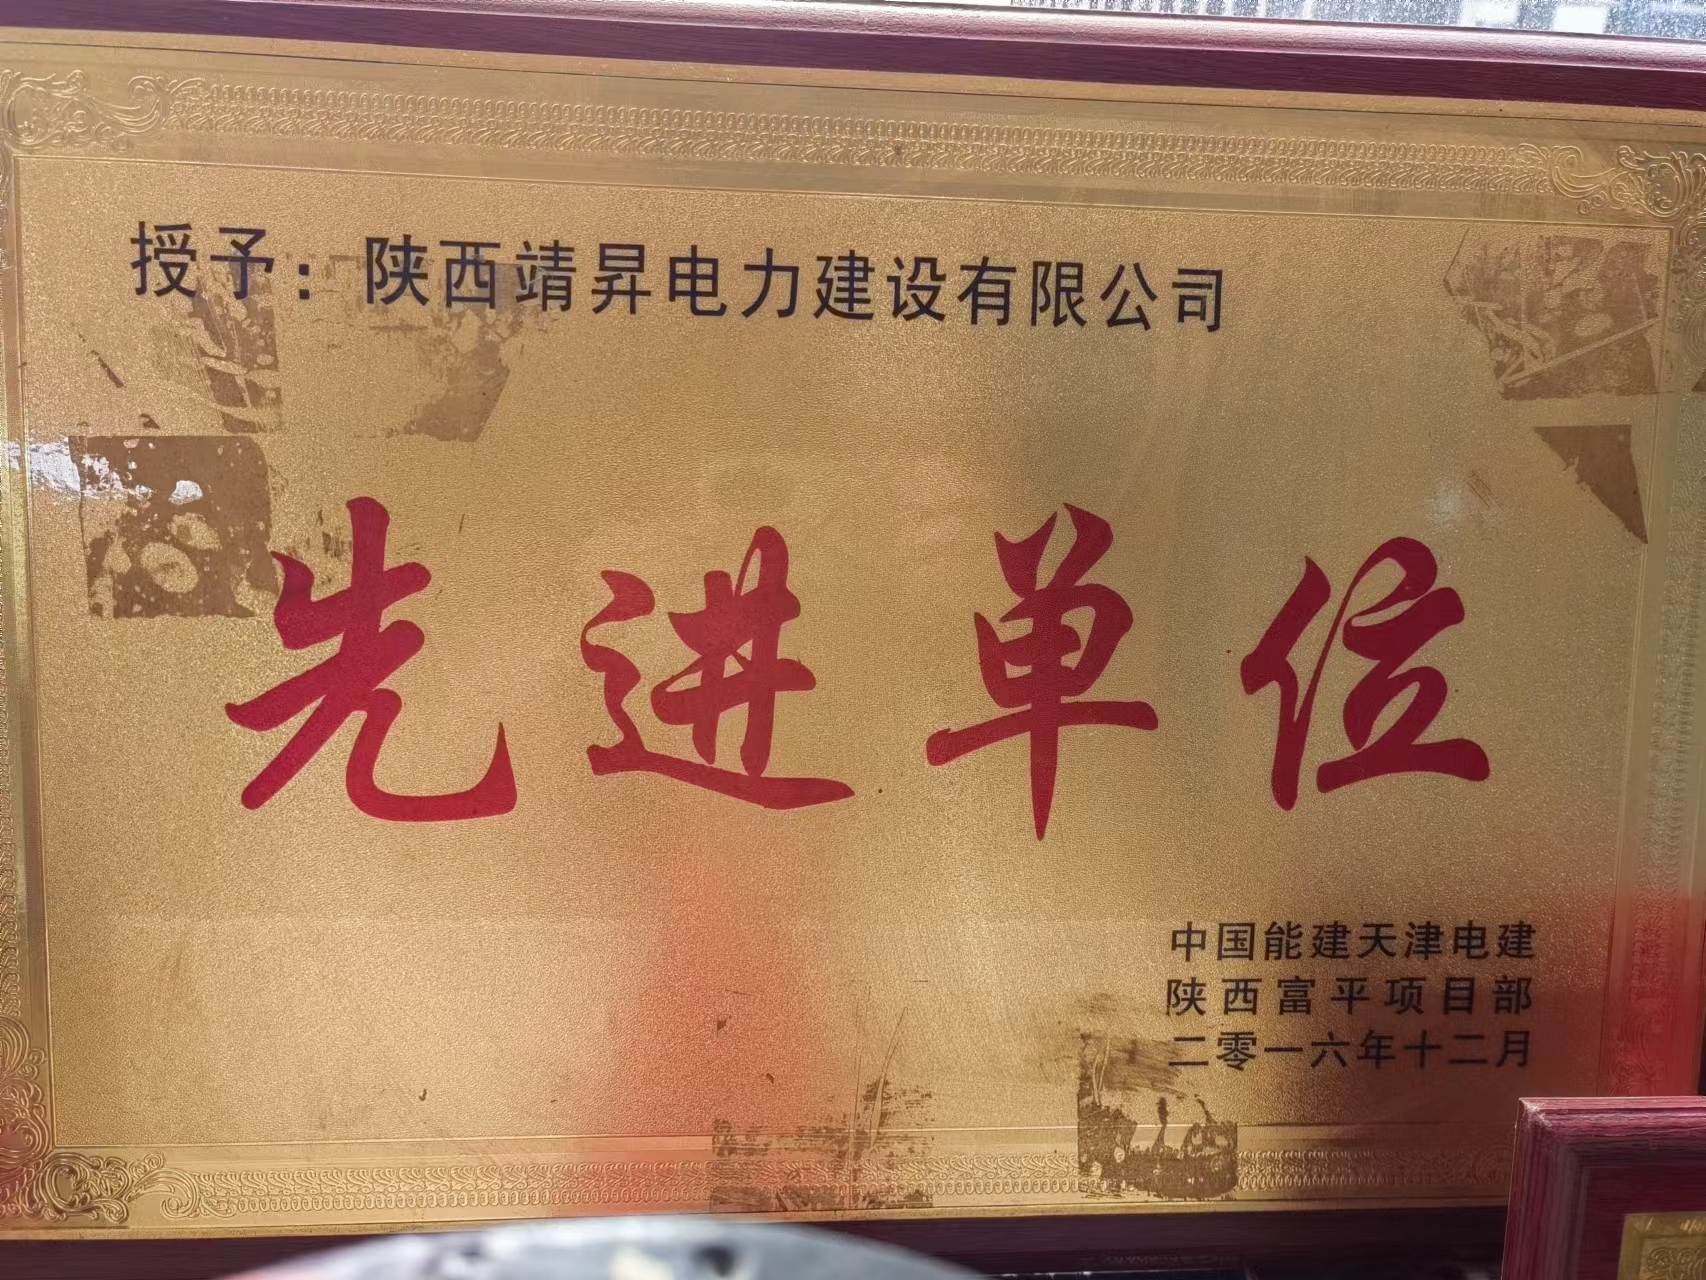 授予：陕西靖昇电力建设有限公司
先进单位
中国能建天津电建
陕西富平项目部
二零一六年十二月